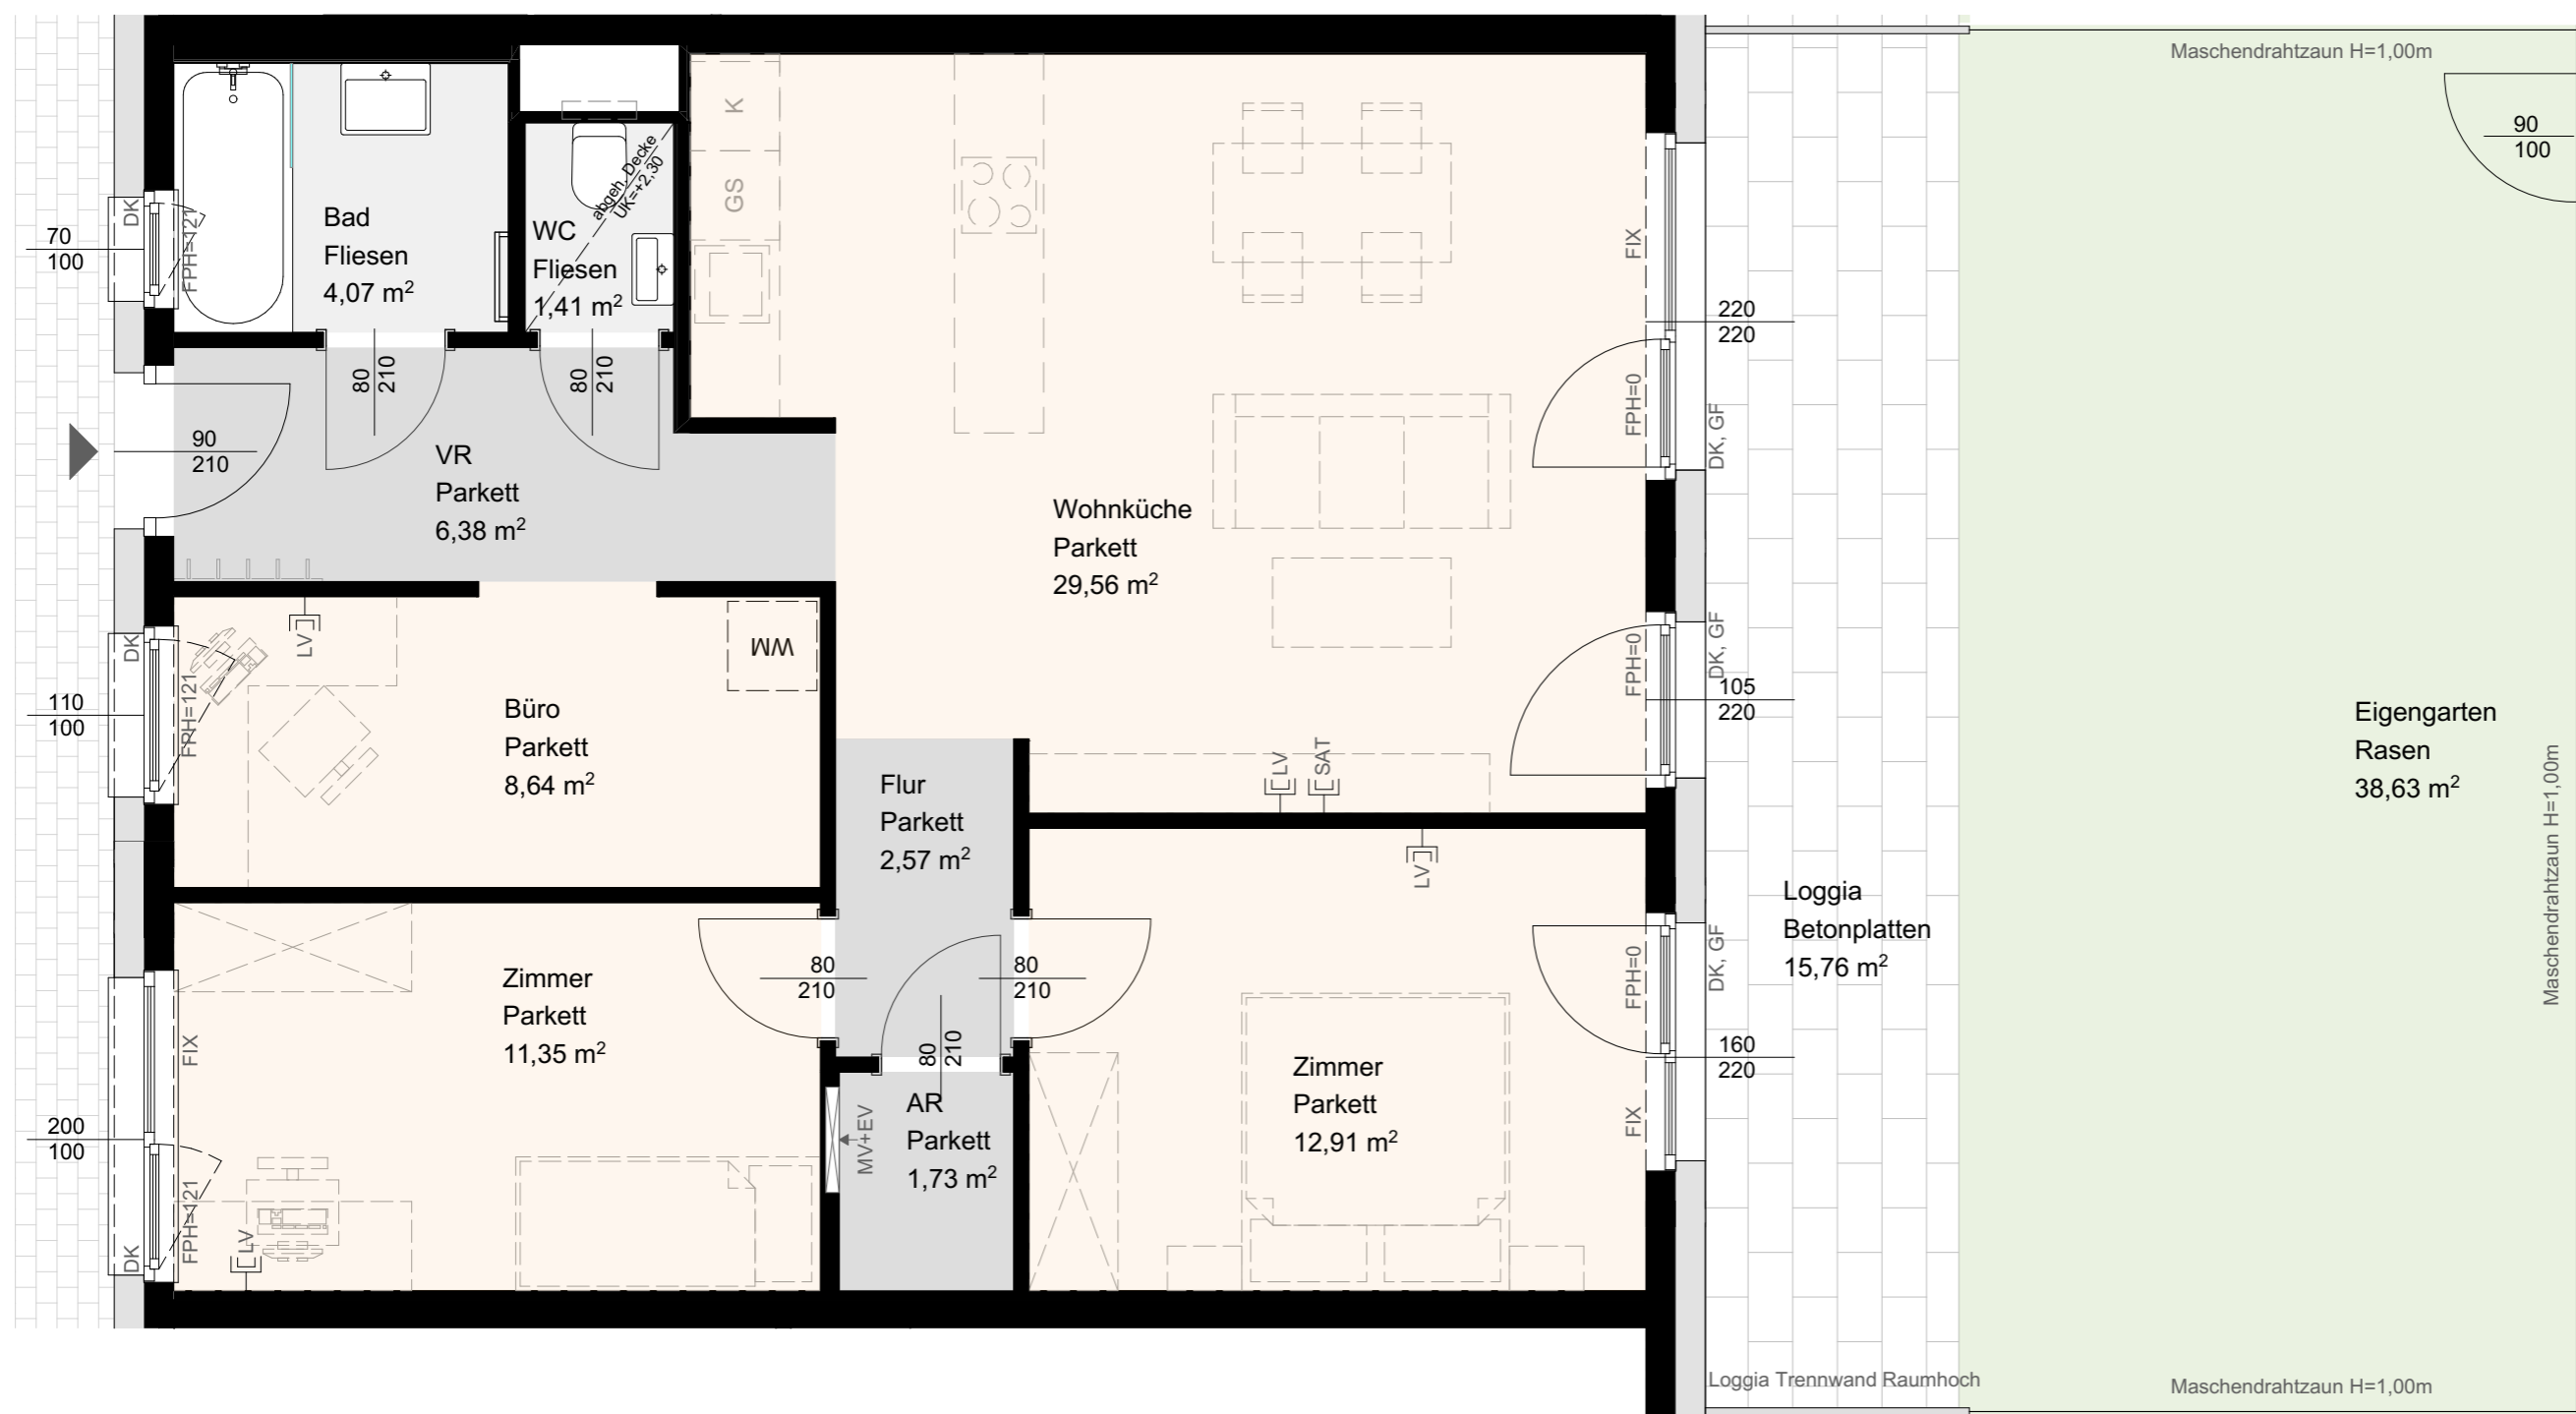 Maschendrahtzaun H=1,00m
90
100
K
GS
abgeh. Decke
UK=+2,30
DK
FPH=121
70
100
Bad
Fliesen
4,07 m²
WC
Fliesen
1,41 m²
FIX
220
220
80
210
80
210
FPH=0
DK, GF
90
210
VR
Parkett
6,38 m²
Wohnküche
Parkett
29,56 m²
DK
FPH=121
LV
WM
110
100
Büro
Parkett
8,64 m²
FPH=0
DK, GF
105
220
Eigengarten
Rasen
38,63 m²
Maschendrahtzaun H=1,00m
LV
SAT
Flur
Parkett
2,57 m²
LV
Loggia
Betonplatten
15,76 m²
Zimmer
Parkett
11,35 m²
80
210
80
210
FPH=0
DK, GF
FIX
80
210
160
220
Zimmer
Parkett
12,91 m²
FIX
AR
Parkett
1,73 m²
MV+EV
200
100
DK
FPH=121
LV
Loggia Trennwand Raumhoch
Maschendrahtzaun H=1,00m